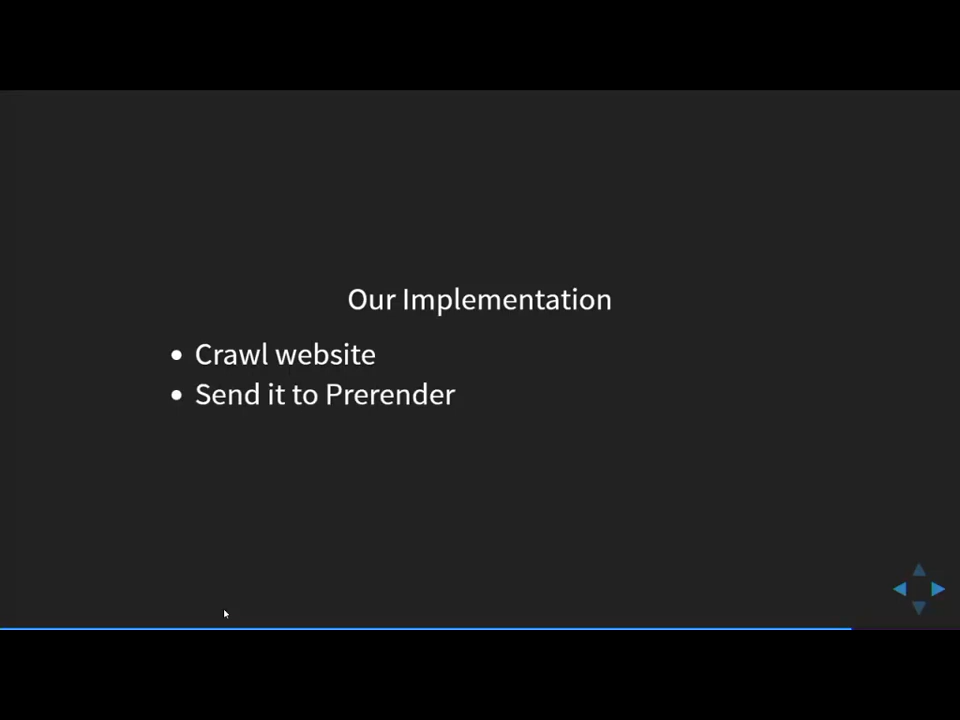 Our Implementation
• Crawl website
• Send it to Prerender